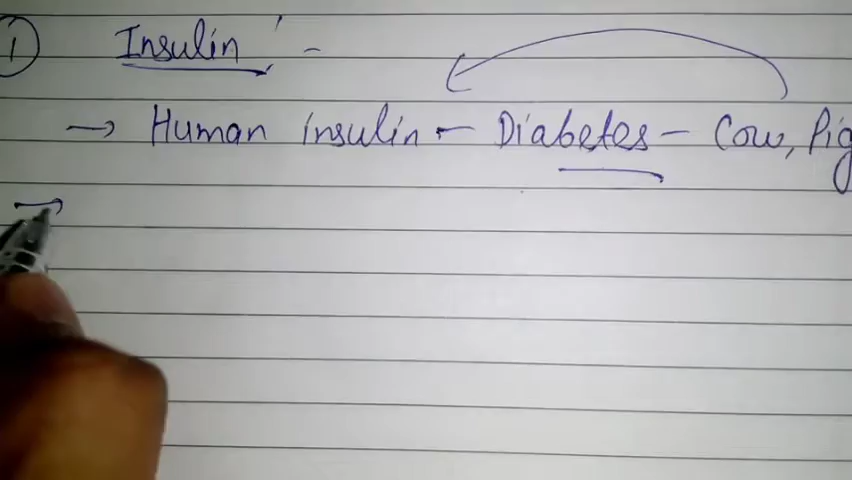 ① Insulin -
→ Human insulin ← Diabetes - Cow, Pig
→